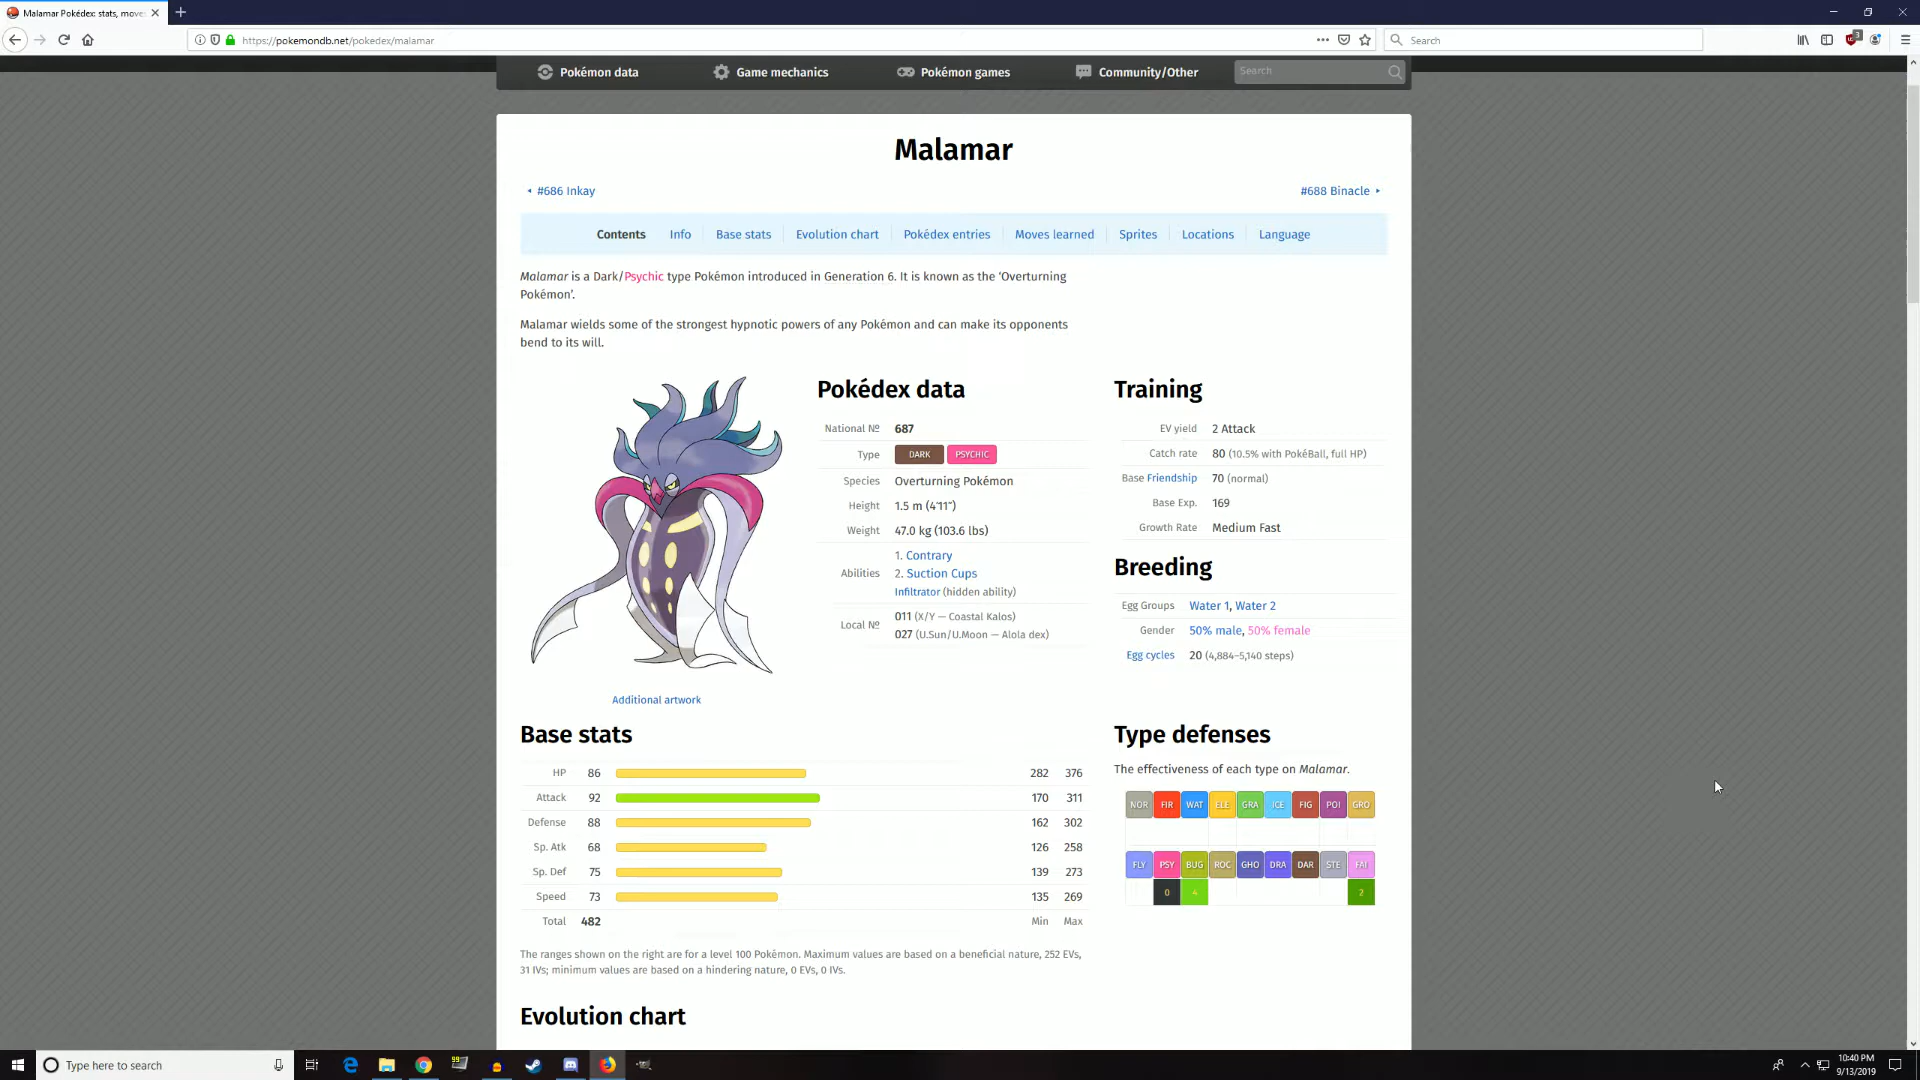 Malamar Pokédex: stats, moves
https://pokemondb.net/pokedex/malamar
Search
Pokémon data
Game mechanics
Pokémon games
Community/Other
Search
Malamar
#686 Inkay
#688 Binacle
Contents Info Base stats Evolution chart Pokédex entries Moves learned Sprites Locations Language
Malamar is a Dark/Psychic type Pokémon introduced in Generation 6. It is known as the ‘Overturning
Pokémon’.
Malamar wields some of the strongest hypnotic powers of any Pokémon and can make its opponents
bend to its will.
Additional artwork
Pokédex data
National № 687
Type DARK PSYCHIC
Species Overturning Pokémon
Height 1.5 m (4′11″)
Weight 47.0 kg (103.6 lbs)
Abilities 1. Contrary
2. Suction Cups
Infiltrator (hidden ability)
Local № 011 (X/Y — Coastal Kalos)
027 (U.Sun/U.Moon — Alola dex)
Training
EV yield 2 Attack
Catch rate 80 (10.5% with PokéBall, full HP)
Base Friendship 70 (normal)
Base Exp. 169
Growth Rate Medium Fast
Breeding
Egg Groups Water 1, Water 2
Gender 50% male, 50% female
Egg cycles 20 (4,884–5,140 steps)
Base stats
HP 86 282 376
Attack 92 170 311
Defense 88 162 302
Sp. Atk 68 126 258
Sp. Def 75 139 273
Speed 73 135 269
Total 482 Min Max
The ranges shown on the right are for a level 100 Pokémon. Maximum values are based on a beneficial nature, 252 EVs,
31 IVs; minimum values are based on a hindering nature, 0 EVs, 0 IVs.
Type defenses
The effectiveness of each type on Malamar.
NOR FIR WAT ELE GRA ICE FIG POI GRO
FLY PSY BUG ROC GHO DRA DAR STE FAI
0 4 2
Evolution chart
Type here to search
10:40 PM
9/13/2019